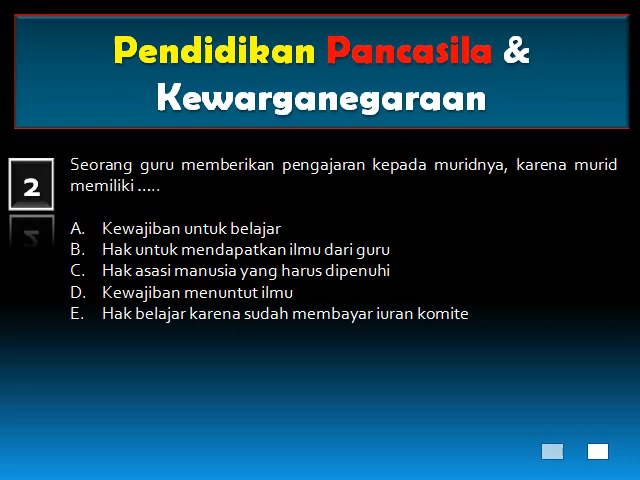 Pendidikan Pancasila &
Kewarganegaraan
2
Seorang guru memberikan pengajaran kepada muridnya, karena murid
memiliki .....
A. Kewajiban untuk belajar
B. Hak untuk mendapatkan ilmu dari guru
C. Hak asasi manusia yang harus dipenuhi
D. Kewajiban menuntut ilmu
E. Hak belajar karena sudah membayar iuran komite